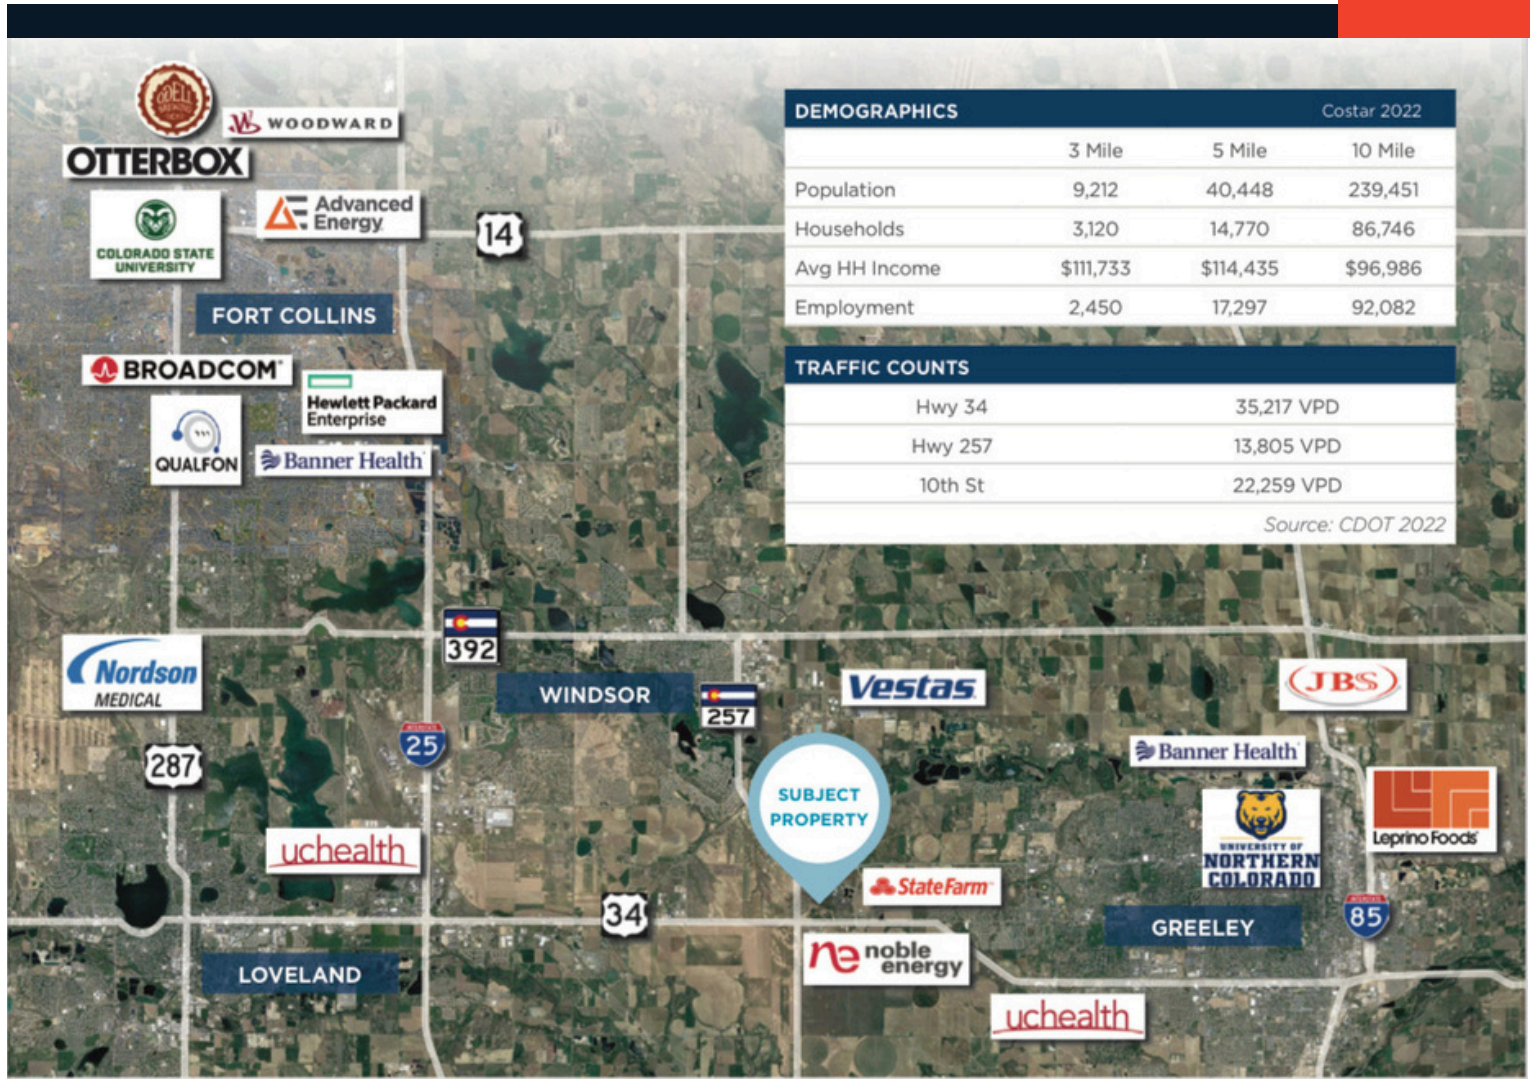 ODELL
BREWING
WOODWARD
OTTERBOX
COLORADO STATE
UNIVERSITY
Advanced
Energy
14
FORT COLLINS
BROADCOM
Hewlett Packard
Enterprise
QUALFON
Banner Health
DEMOGRAPHICS Costar 2022
3 Mile 5 Mile 10 Mile
Population 9,212 40,448 239,451
Households 3,120 14,770 86,746
Avg HH Income $111,733 $114,435 $96,986
Employment 2,450 17,297 92,082
TRAFFIC COUNTS
Hwy 34 35,217 VPD
Hwy 257 13,805 VPD
10th St 22,259 VPD
Source: CDOT 2022
392
Nordson
MEDICAL
WINDSOR
257
Vestas
JBS
INTERSTATE
25
287
Banner Health
SUBJECT
PROPERTY
UNIVERSITY OF
NORTHERN
COLORADO
Leprino Foods
uchealth
StateFarm
34
GREELEY
INTERSTATE
85
LOVELAND
noble
energy
uchealth